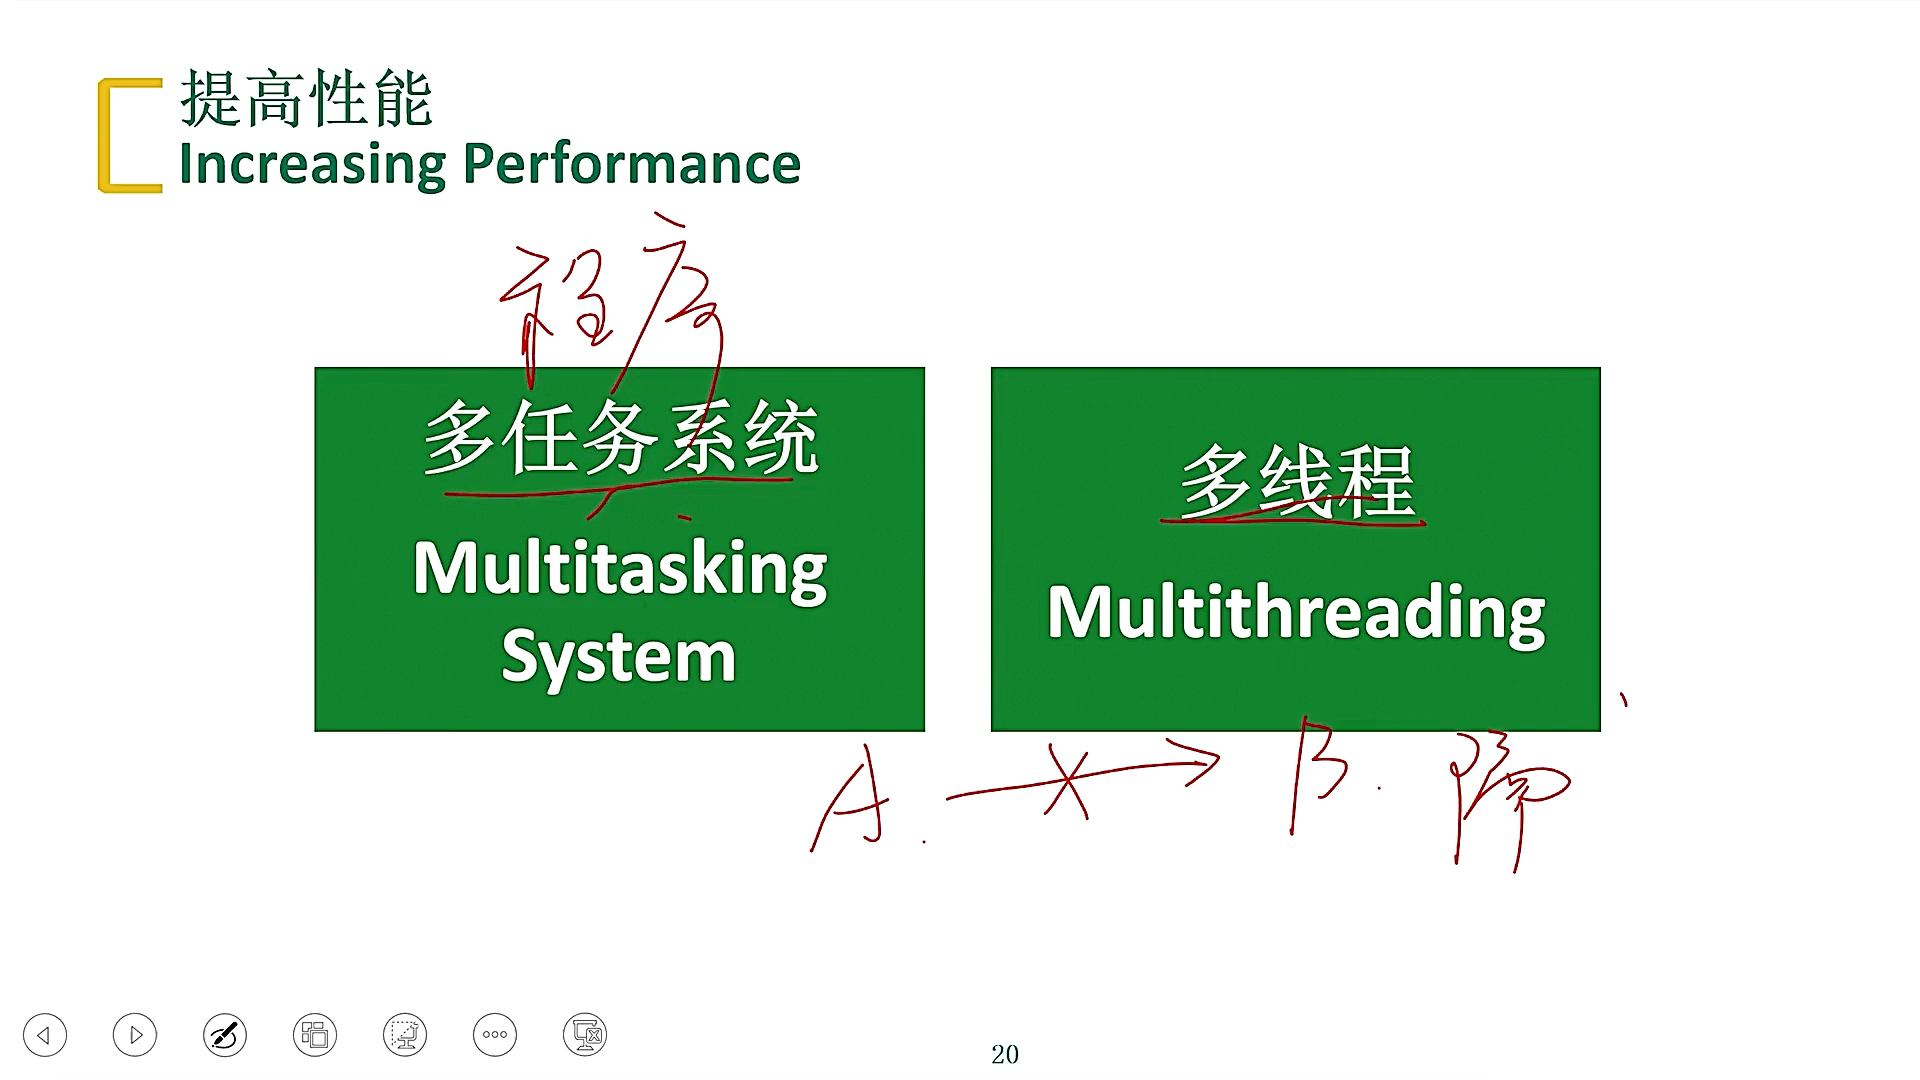 提高性能
Increasing Performance
程序
多任务系统
Multitasking
System
多线程
Multithreading
A. → B.
20